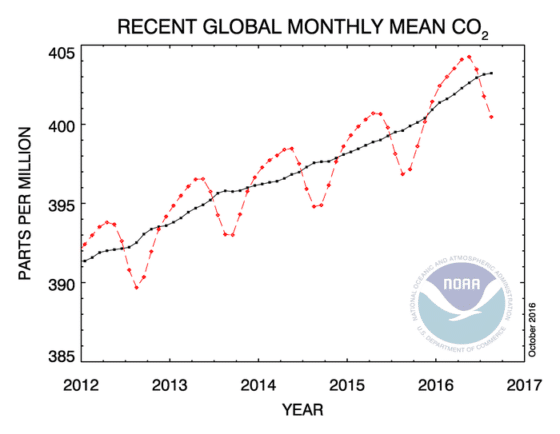 RECENT GLOBAL MONTHLY MEAN CO2
405
400
395
390
385
PARTS PER MILLION
2012 2013 2014 2015 2016 2017
YEAR
NATIONAL OCEANIC AND ATMOSPHERIC ADMINISTRATION
NOAA
U.S. DEPARTMENT OF COMMERCE
October 2016